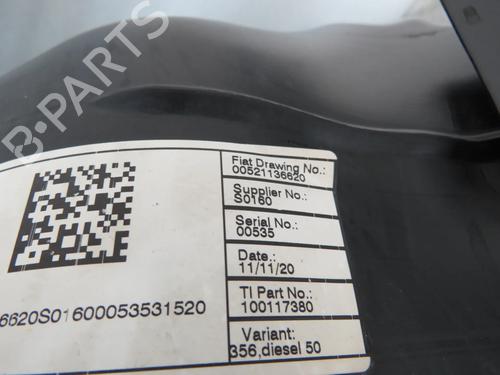 B-PARTS
Fiat Drawing No.:
00521136620
Supplier No.:
S0160
Serial No.:
00535
Date.:
11/11/20
6620S01600053531520
TI Part No.:
100117380
Variant:
356,diesel 50